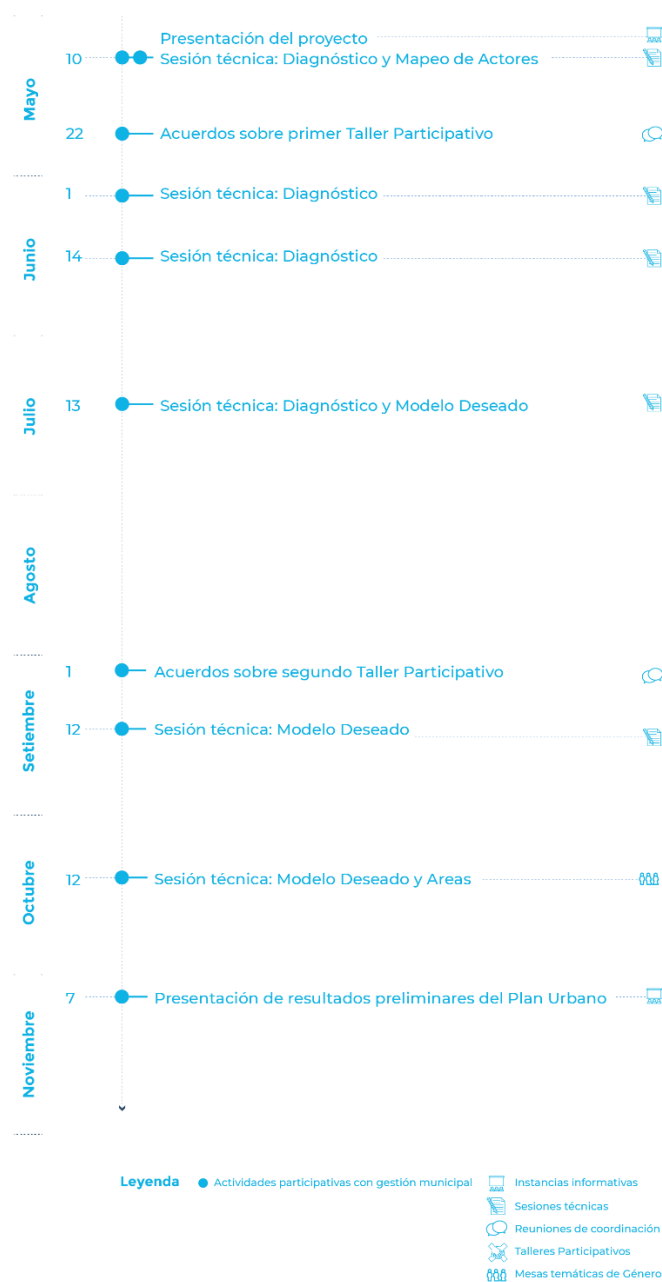 Mayo
Presentación del proyecto
10 Sesión técnica: Diagnóstico y Mapeo de Actores
22 Acuerdos sobre primer Taller Participativo
Junio
1 Sesión técnica: Diagnóstico
14 Sesión técnica: Diagnóstico
Julio
13 Sesión técnica: Diagnóstico y Modelo Deseado
Agosto
Setiembre
1 Acuerdos sobre segundo Taller Participativo
12 Sesión técnica: Modelo Deseado
Octubre
12 Sesión técnica: Modelo Deseado y Areas
Noviembre
7 Presentación de resultados preliminares del Plan Urbano
Leyenda
Actividades participativas con gestión municipal
Instancias informativas
Sesiones técnicas
Reuniones de coordinación
Talleres Participativos
Mesas temáticas de Género